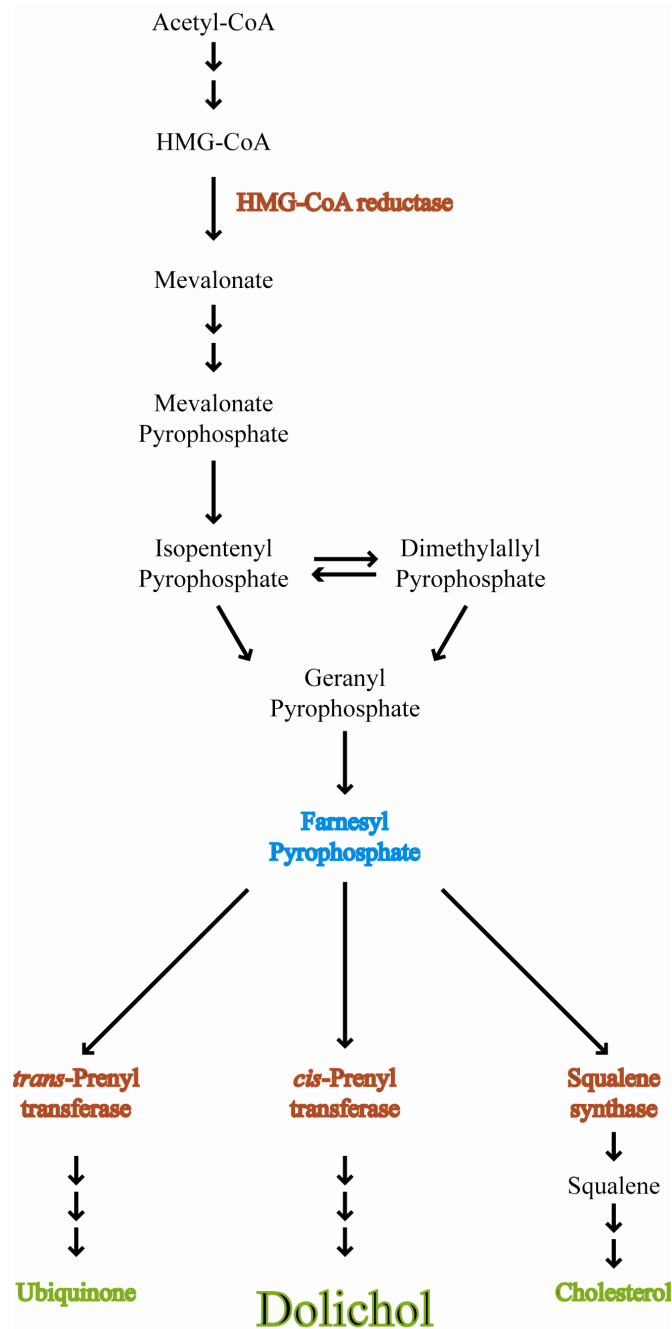 Acetyl-CoA
HMG-CoA
HMG-CoA reductase
Mevalonate
Mevalonate
Pyrophosphate
Isopentenyl
Pyrophosphate
Dimethylallyl
Pyrophosphate
Geranyl
Pyrophosphate
Farnesyl
Pyrophosphate
trans-Prenyl
transferase
cis-Prenyl
transferase
Squalene
synthase
Squalene
Ubiquinone
Dolichol
Cholesterol